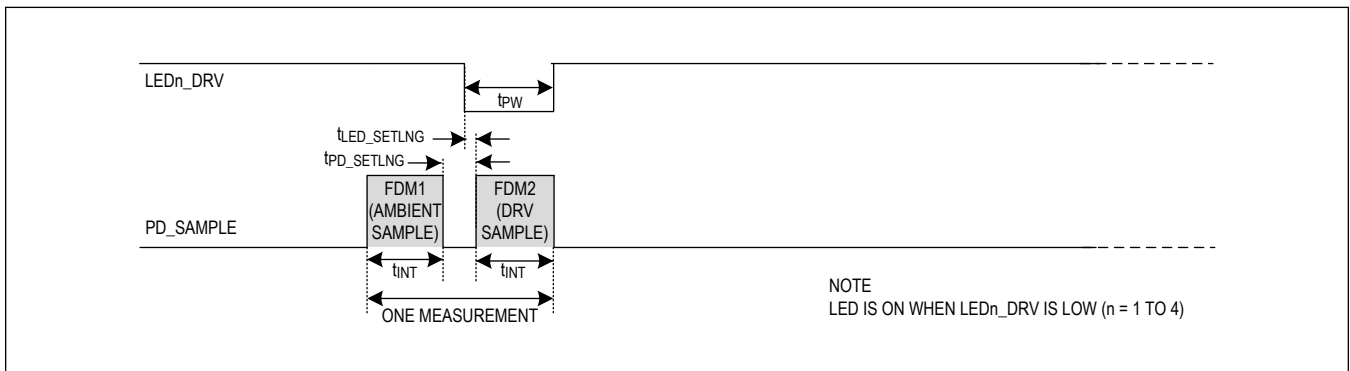 LEDn_DRV
tPW
tLED_SETLNG
tPD_SETLNG
FDM1
(AMBIENT
SAMPLE)
FDM2
(DRV
SAMPLE)
PD_SAMPLE
tINT
tINT
ONE MEASUREMENT
NOTE
LED IS ON WHEN LEDn_DRV IS LOW (n = 1 TO 4)